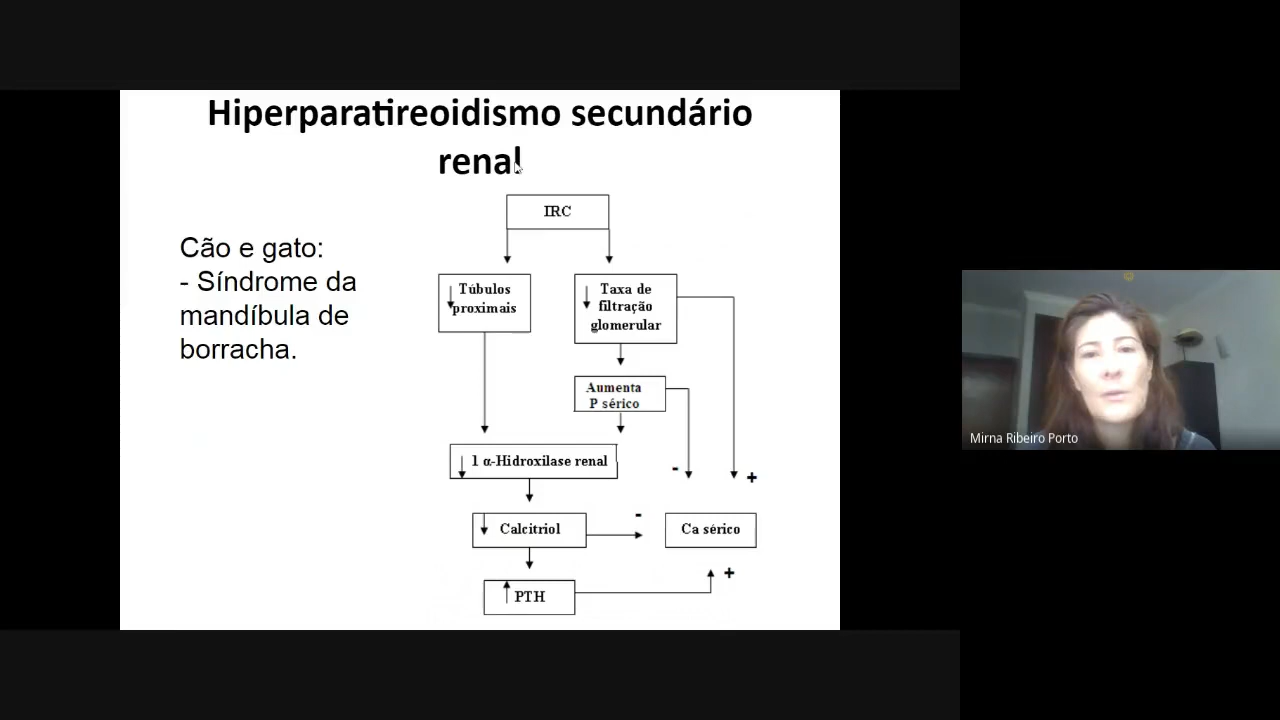 Hiperparatireoidismo secundário
renal
Cão e gato:
- Síndrome da
mandíbula de
borracha.
IRC
Túbulos
proximais
Taxa de
filtração
glomerular
Aumenta
P sérico
1 α-Hidroxilase renal
-
+
Calcitriol
-
Ca sérico
+
PTH
Mirna Ribeiro Porto